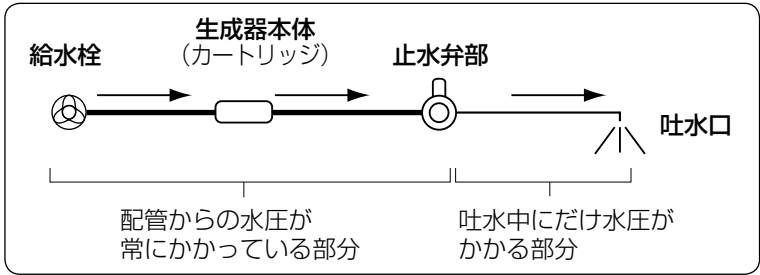 生成器本体
（カートリッジ）
給水栓
止水弁部
吐水口
配管からの水圧が
常にかかっている部分
吐水中にだけ水圧が
かかる部分